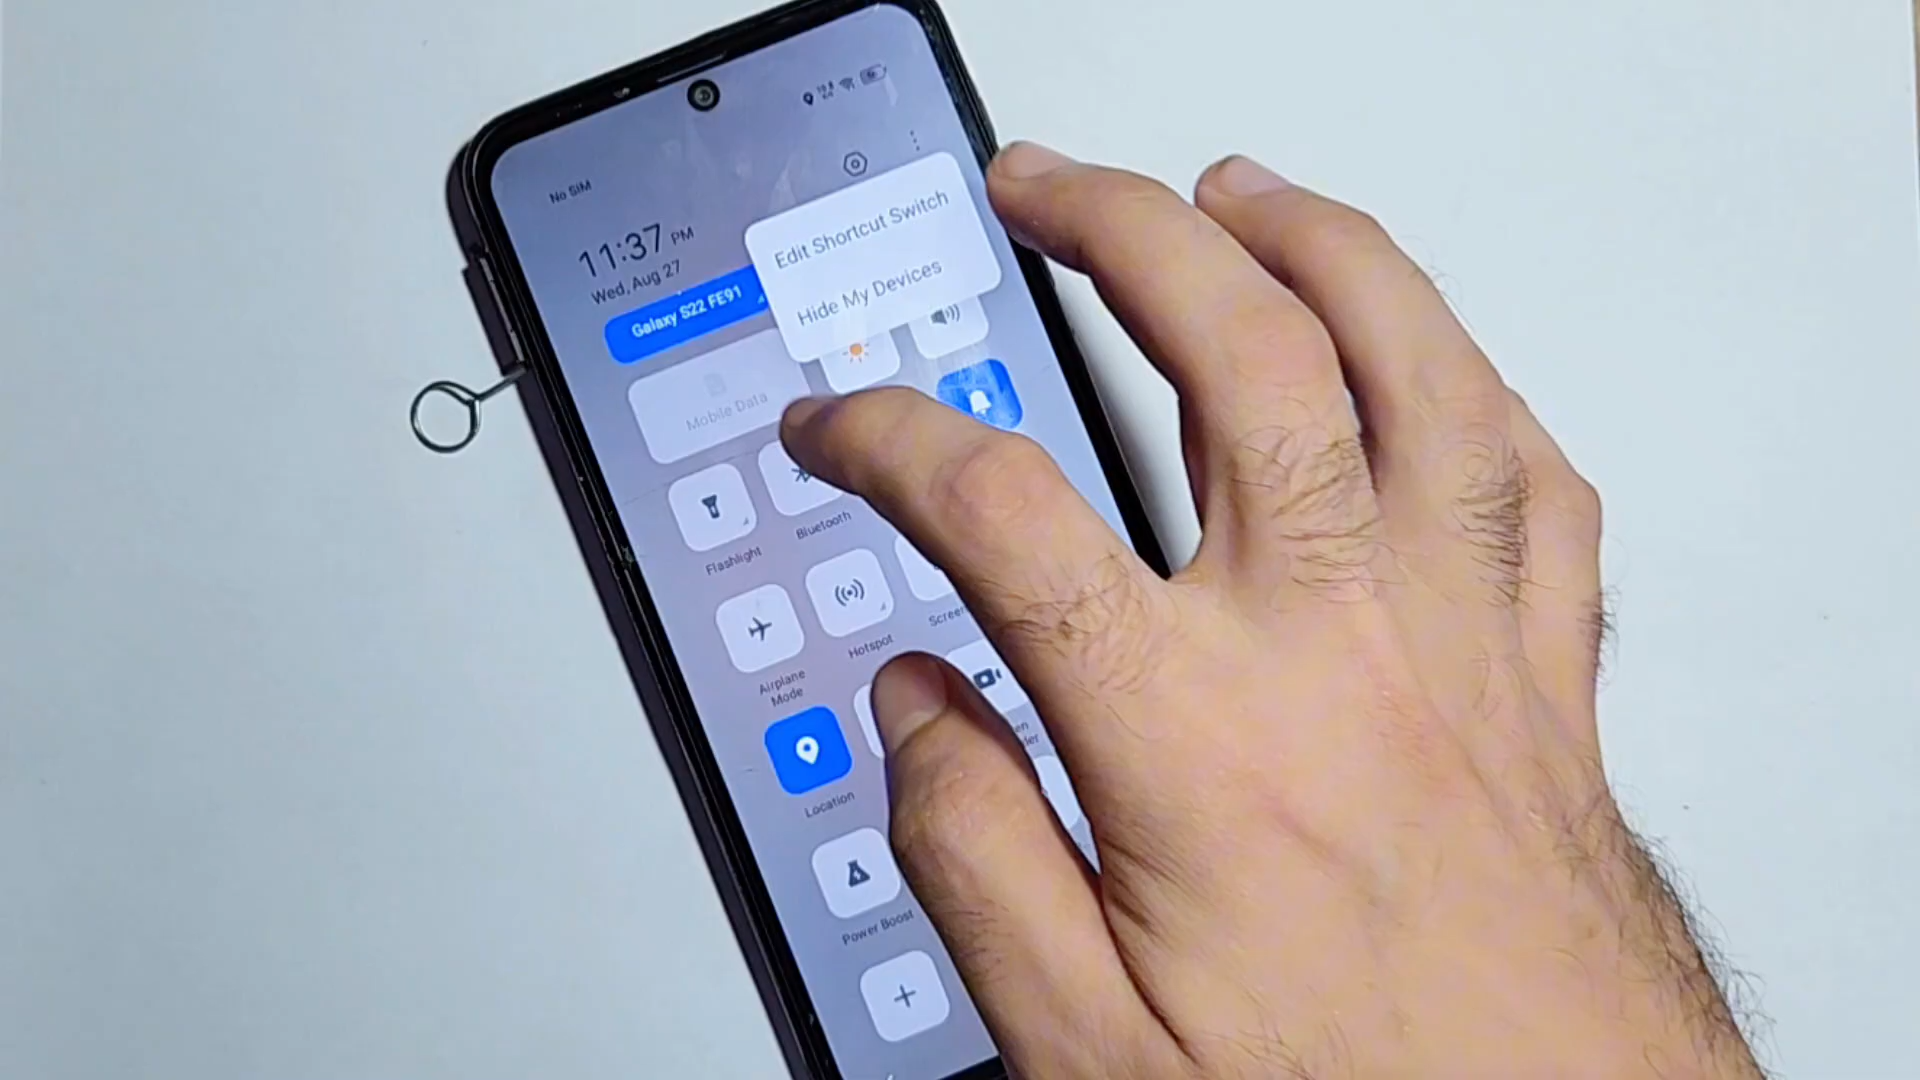 No SIM
11:37 PM
Wed, Aug 27
Edit Shortcut Switch
Hide My Devices
Galaxy S22 FE91
Mobile Data
Flashlight
Bluetooth
Airplane
Mode
Hotspot
Screen
Location
Power Boost